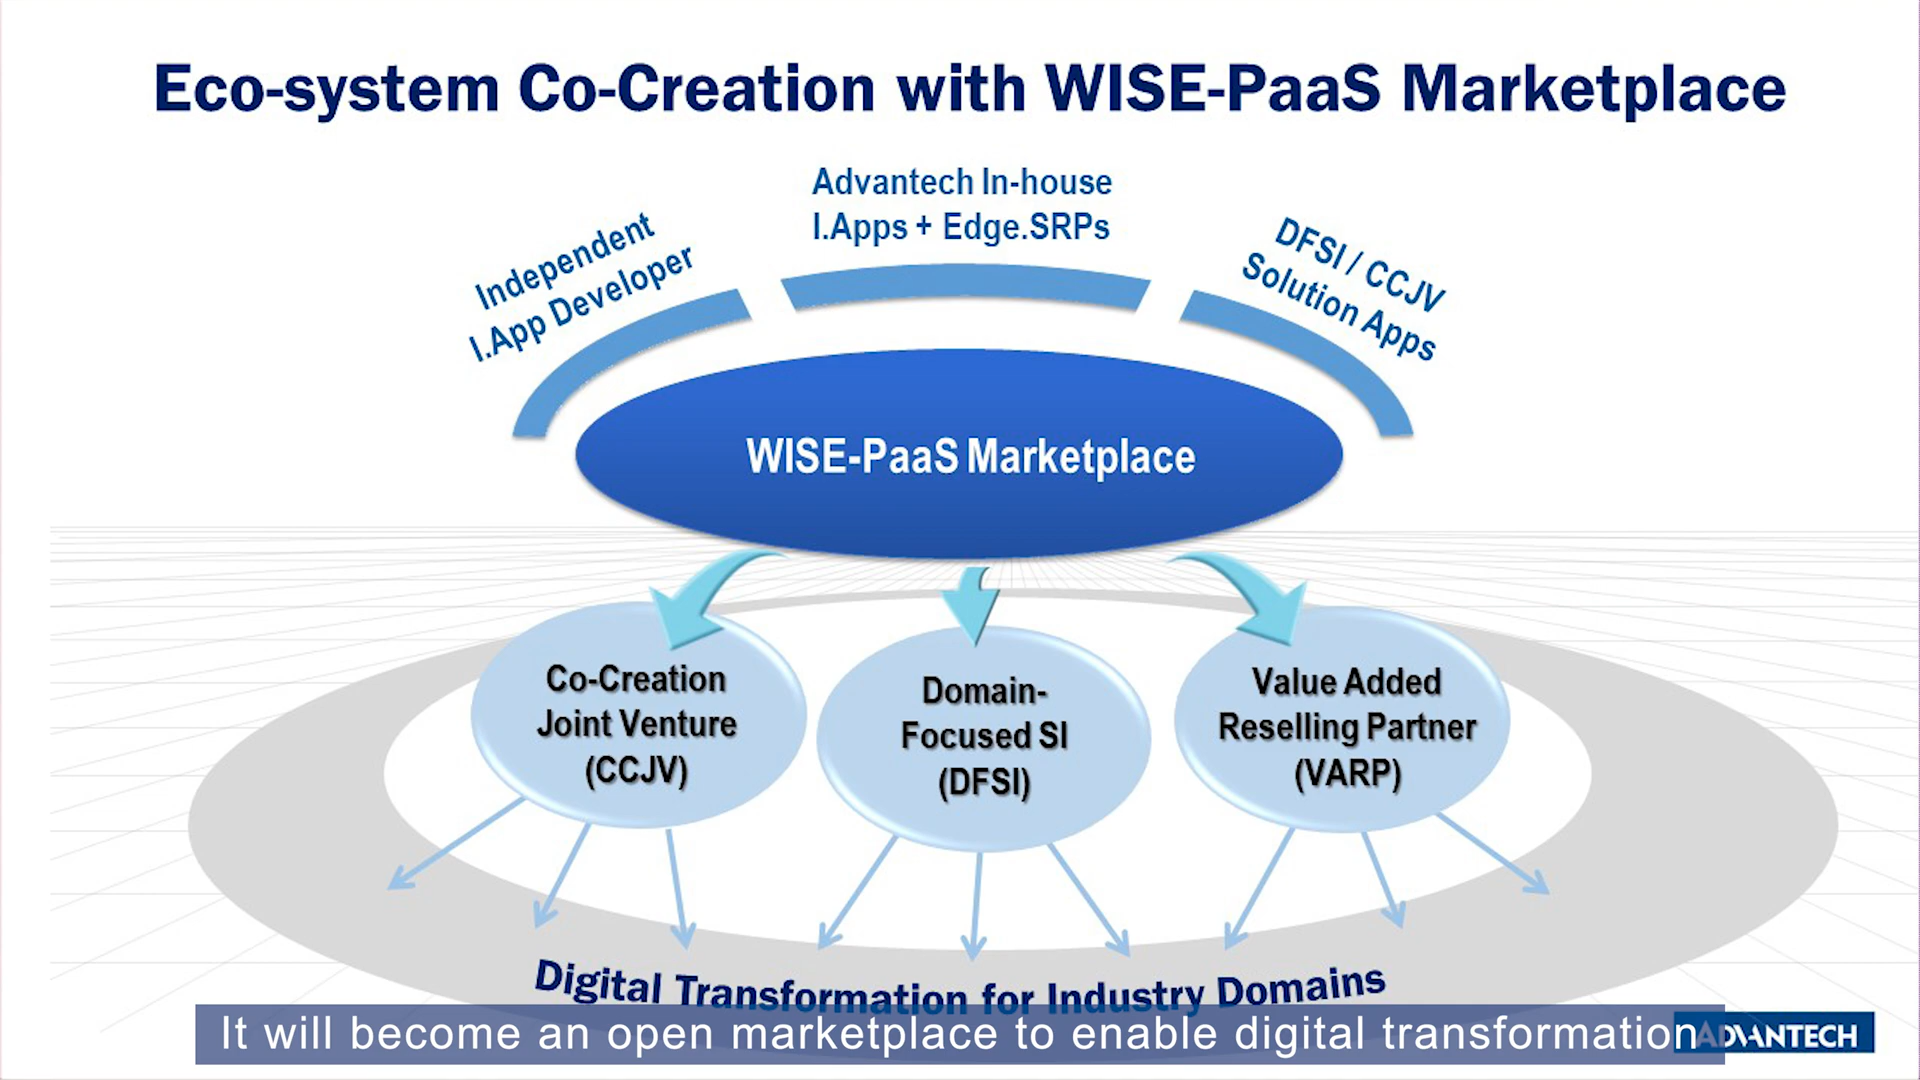 Eco-system Co-Creation with WISE-PaaS Marketplace
Advantech In-house
I.Apps + Edge.SRPs
Independent
I.App Developer
DFSI / CCJV
Solution Apps
WISE-PaaS Marketplace
Co-Creation
Joint Venture
(CCJV)
Domain-
Focused SI
(DFSI)
Value Added
Reselling Partner
(VARP)
Digital Transformation for Industry Domains
It will become an open marketplace to enable digital transformation
ADVANTECH